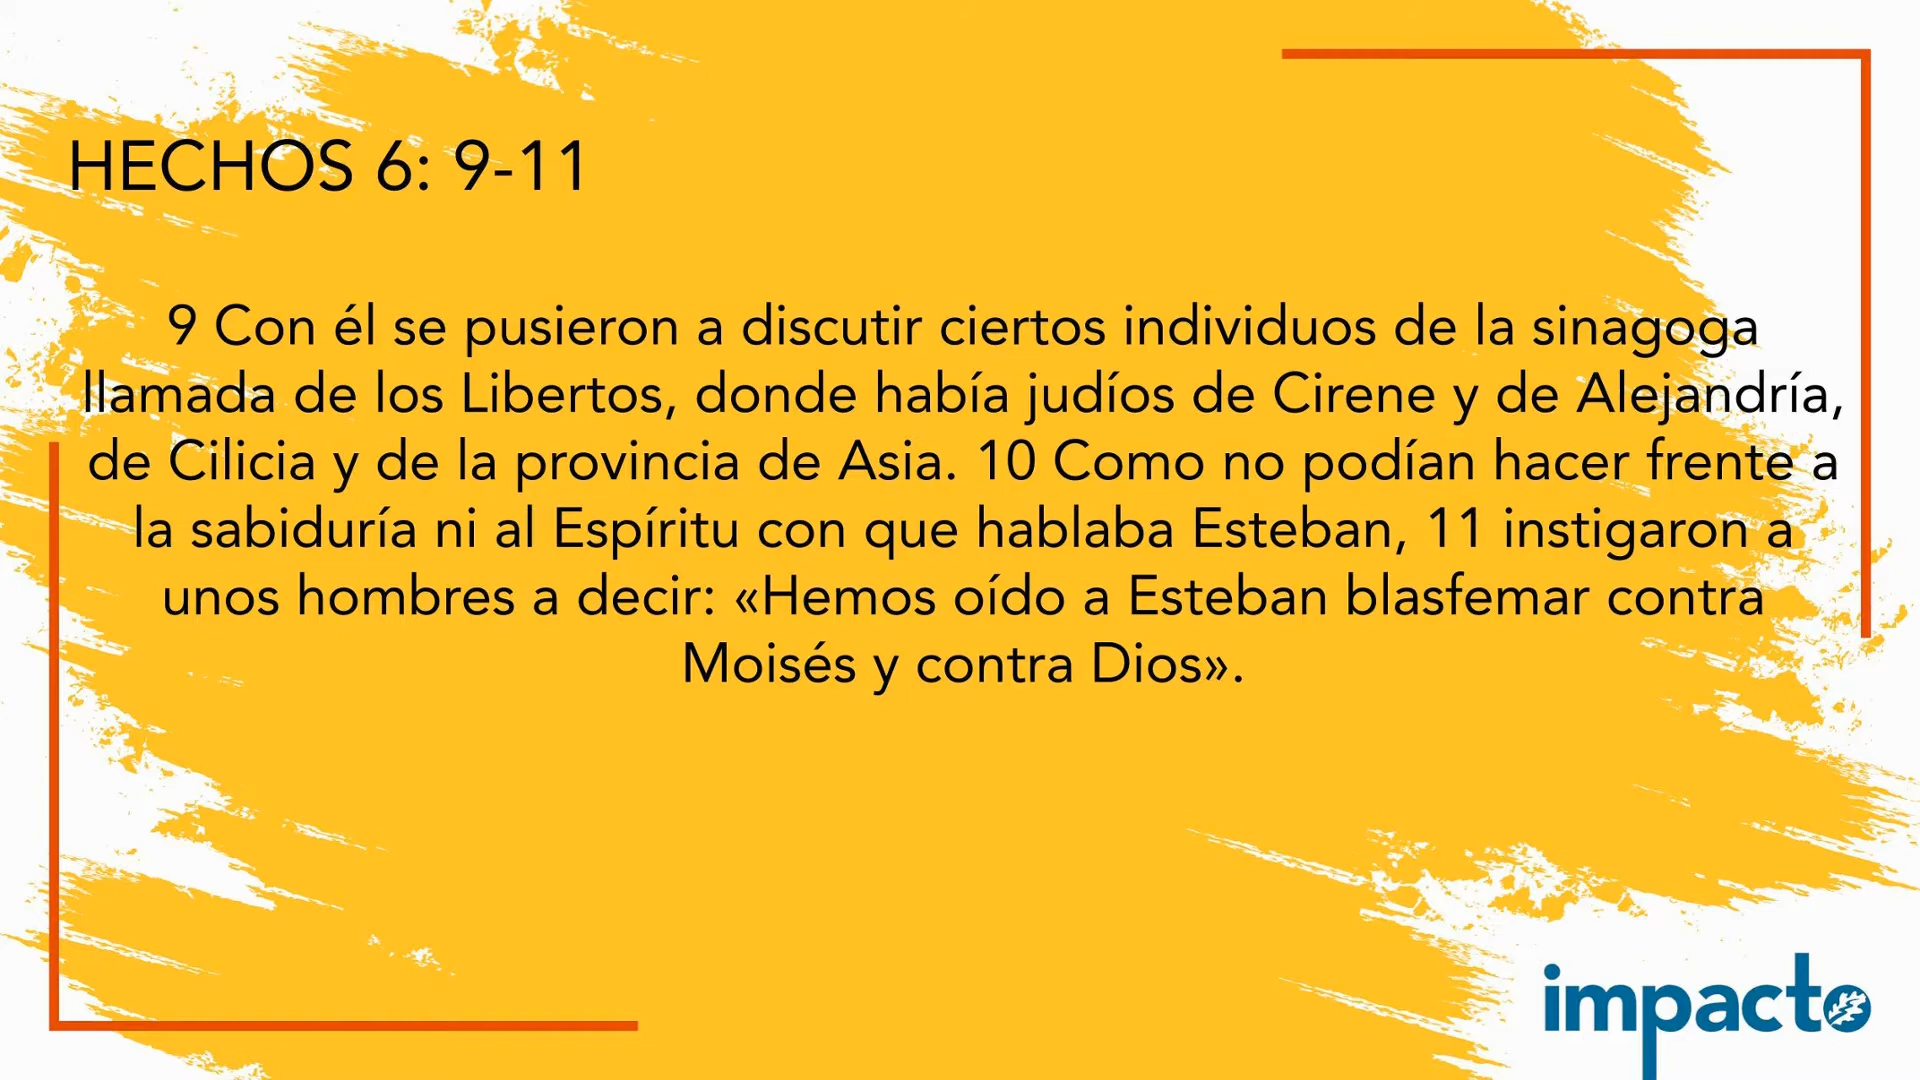 HECHOS 6: 9-11
9 Con él se pusieron a discutir ciertos individuos de la sinagoga
llamada de los Libertos, donde había judíos de Cirene y de Alejandría,
de Cilicia y de la provincia de Asia. 10 Como no podían hacer frente a
la sabiduría ni al Espíritu con que hablaba Esteban, 11 instigaron a
unos hombres a decir: «Hemos oído a Esteban blasfemar contra
Moisés y contra Dios».
impacto